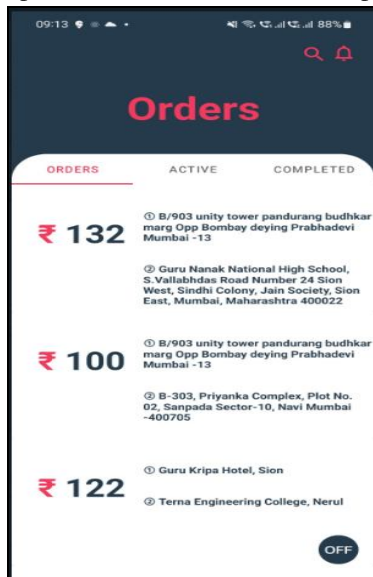 09:13
88%
Orders
ORDERS ACTIVE COMPLETED
₹ 132
① B/903 unity tower pandurang budhkar
marg Opp Bombay deying Prabhadevi
Mumbai -13
② Guru Nanak National High School,
S.Vallabhdas Road Number 24 Sion
West, Sindhi Colony, Jain Society, Sion
East, Mumbai, Maharashtra 400022
₹ 100
① B/903 unity tower pandurang budhkar
marg Opp Bombay deying Prabhadevi
Mumbai -13
② B-303, Priyanka Complex, Plot No.
02, Sanpada Sector-10, Navi Mumbai
-400705
₹ 122
① Guru Kripa Hotel, Sion
② Terna Engineering College, Nerul
OFF